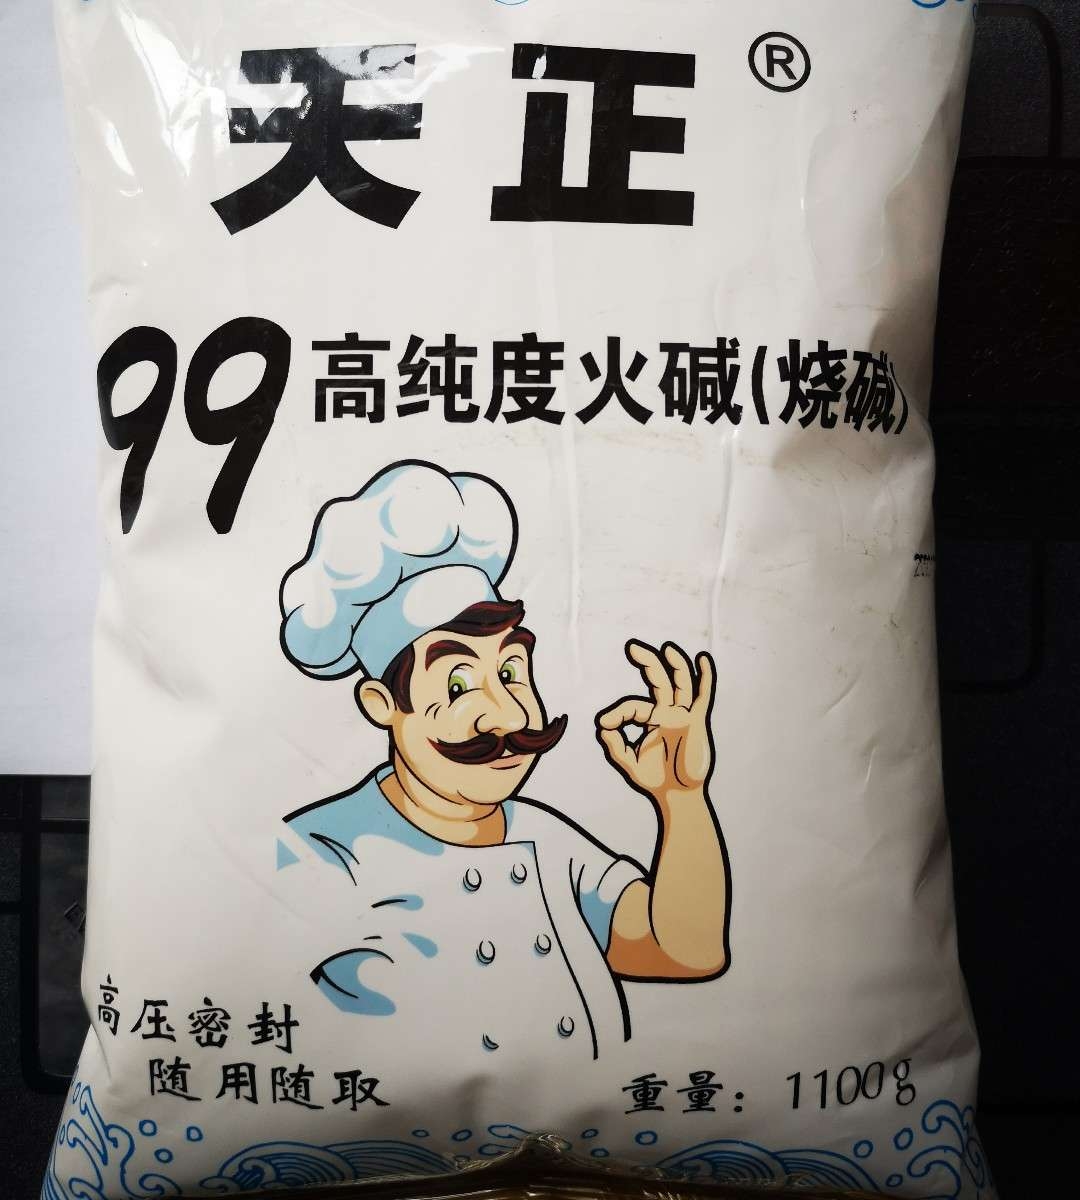 天正®
99高纯度火碱(烧碱)
高压密封
随用随取
重量：1100g